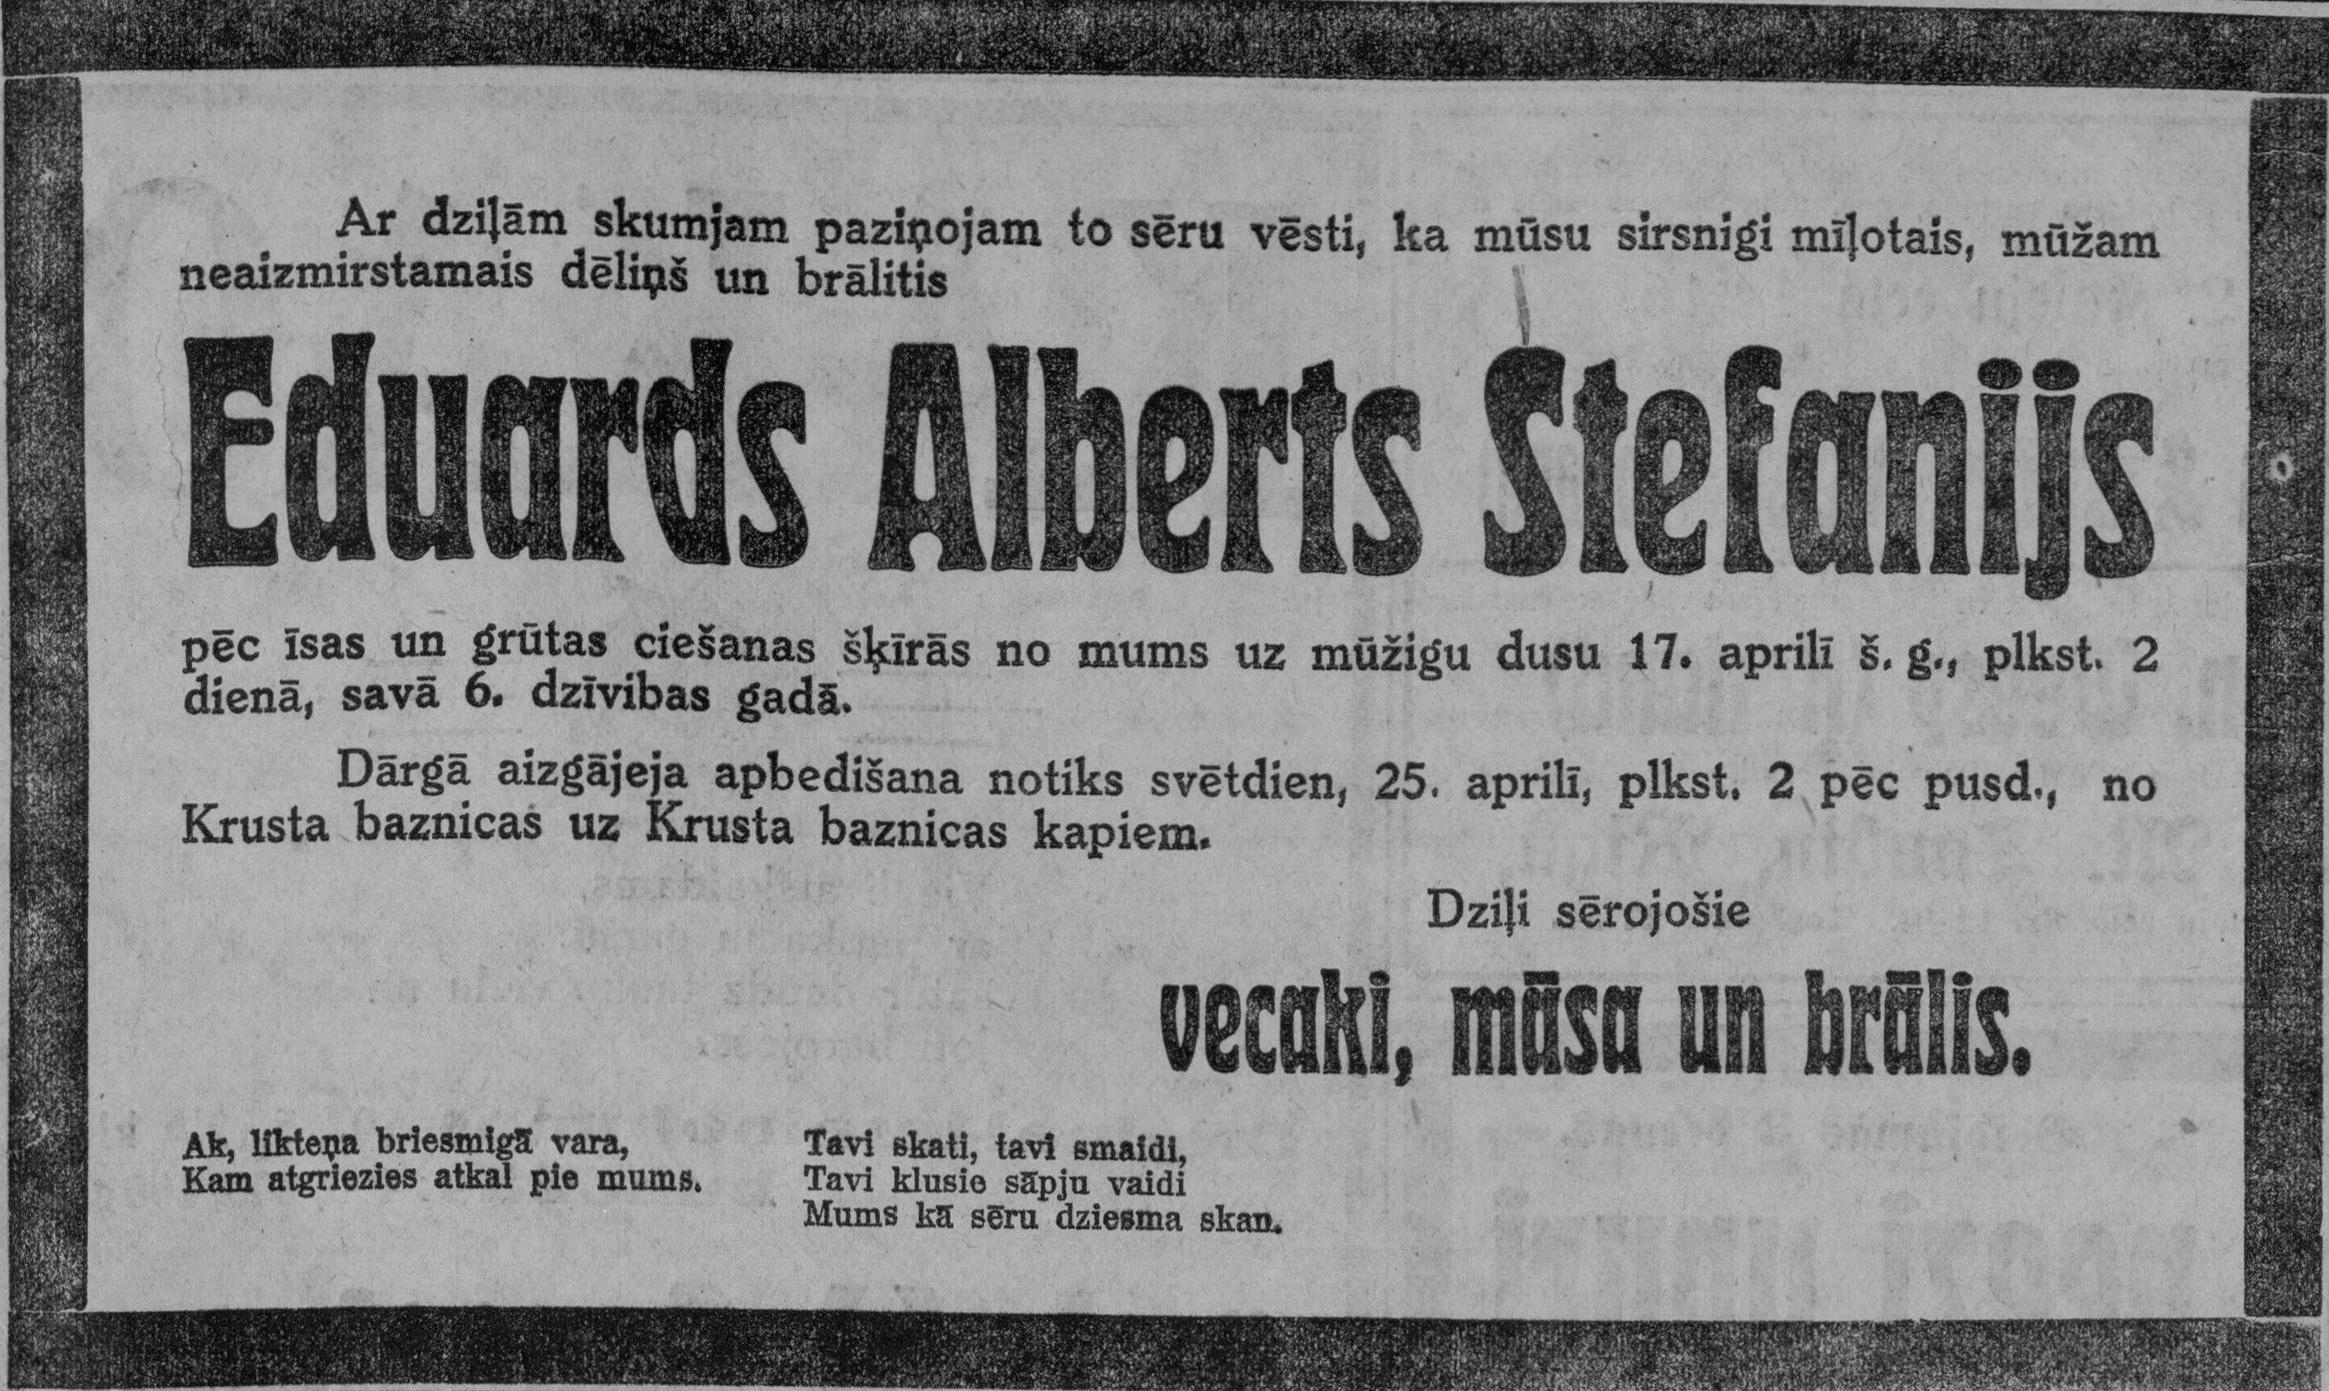 Ar dziļām skumjam paziņojam to sēru vēsti, ka mūsu sirsnigi mīļotais, mūžam
neaizmirstamais dēliņš un brālitis
Eduards Alberts Stefanijs
pēc īsas un grūtas ciešanas šķīrās no mums uz mūžigu dusu 17. aprilī š. g., plkst. 2
dienā, savā 6. dzīvibas gadā.
Dārgā aizgājeja apbedišana notiks svētdien, 25. aprilī, plkst. 2 pēc pusd., no
Krusta baznicas uz Krusta baznicas kapiem.
Dziļi sērojošie
vecaki, māsa un brālis.
Ak, likteņa briesmigā vara,
Kam atgriezies atkal pie mums.
Tavi skati, tavi smaidi,
Tavi klusie sāpju vaidi
Mums kā sēru dziesma skan.